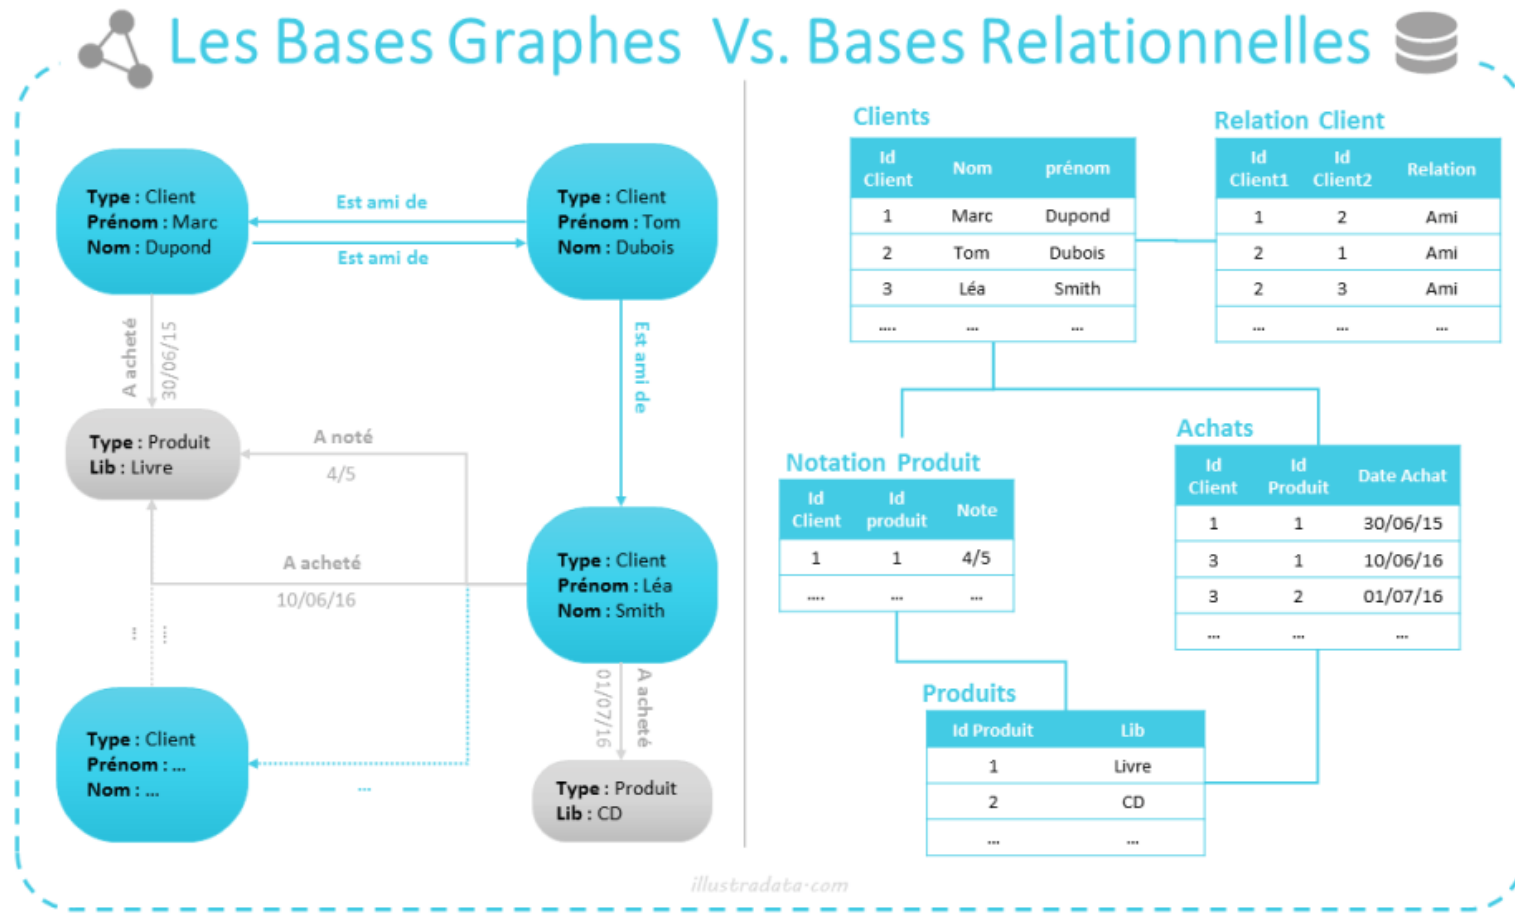 Les Bases Graphes Vs. Bases Relationnelles
Type : Client
Prénom : Marc
Nom : Dupond
Est ami de
Est ami de
Type : Client
Prénom : Tom
Nom : Dubois
A acheté
30/06/15
Est ami de
Type : Produit
Lib : Livre
A noté
4/5
A acheté
10/06/16
Type : Client
Prénom : Léa
Nom : Smith
... ...
A acheté
01/07/16
Type : Client
Prénom : ...
Nom : ...
...
Type : Produit
Lib : CD
Clients
Id Client Nom prénom
1 Marc Dupond
2 Tom Dubois
3 Léa Smith
.... ... ...
Relation Client
Id Client1 Id Client2 Relation
1 2 Ami
2 1 Ami
2 3 Ami
... ... ...
Notation Produit
Id Client Id produit Note
1 1 4/5
.... ... ...
Achats
Id Client Id Produit Date Achat
1 1 30/06/15
3 1 10/06/16
3 2 01/07/16
... ... ...
Produits
Id Produit Lib
1 Livre
2 CD
... ...
illustradata.com